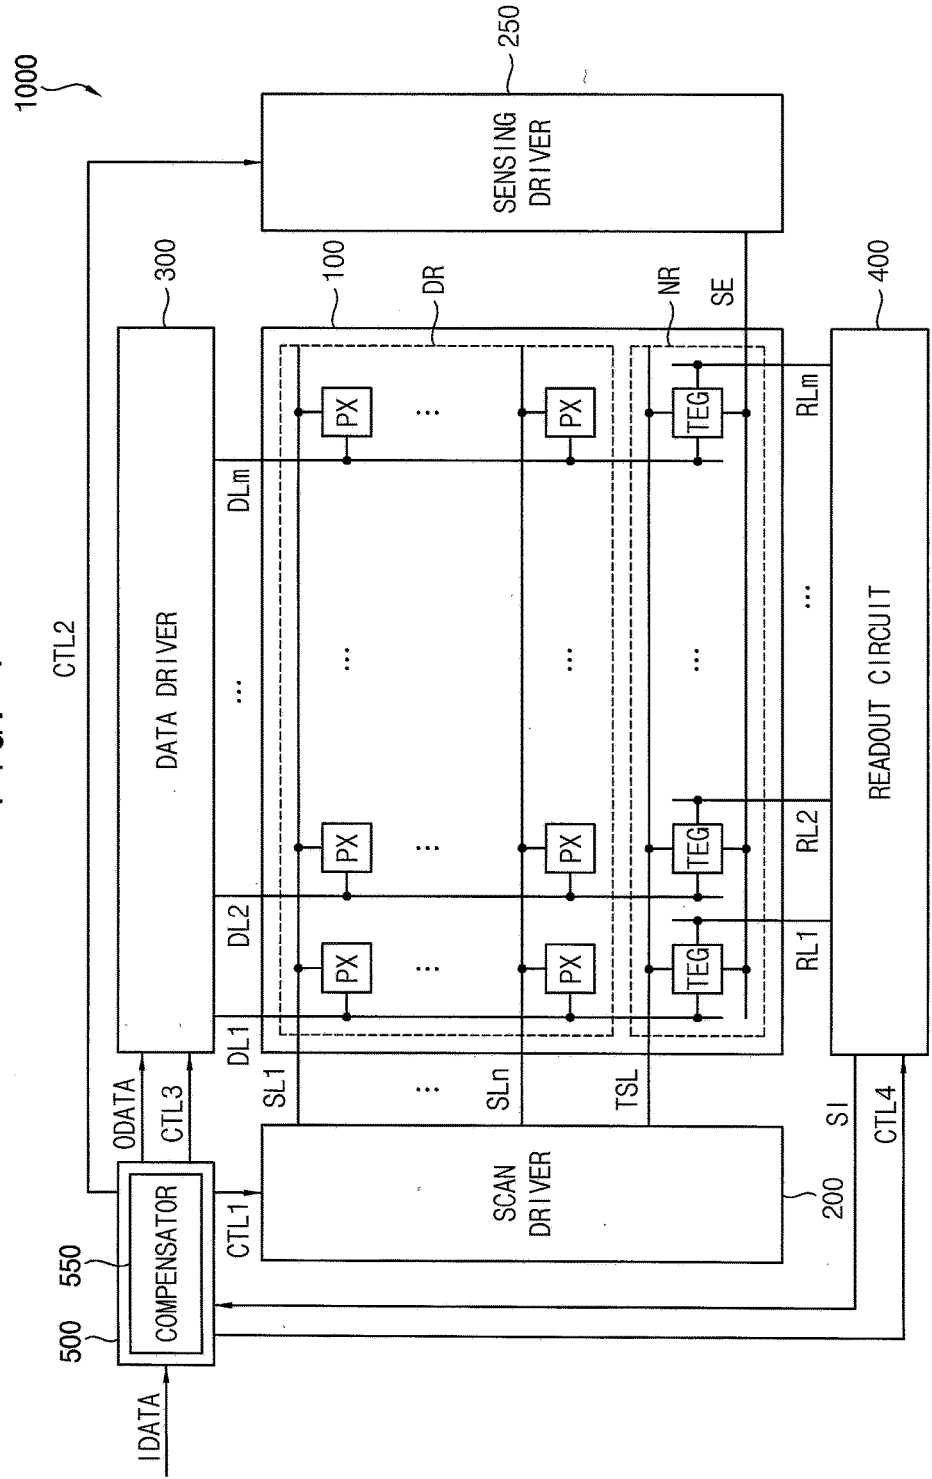 1000
CTL2
300
DATA DRIVER
250
SENSING
DRIVER
100
DR
NR
SE
400
READOUT CIRCUIT
500
550
COMPENSATOR
IDATA
ODATA
CTL3
CTL1
SCAN
DRIVER
200
DL1
DL2
...
DLm
SL1
...
SLn
TSL
PX
PX
PX
...
...
...
...
PX
PX
PX
...
TEG
TEG
TEG
...
RL1
RL2
...
RLm
SI
CTL4